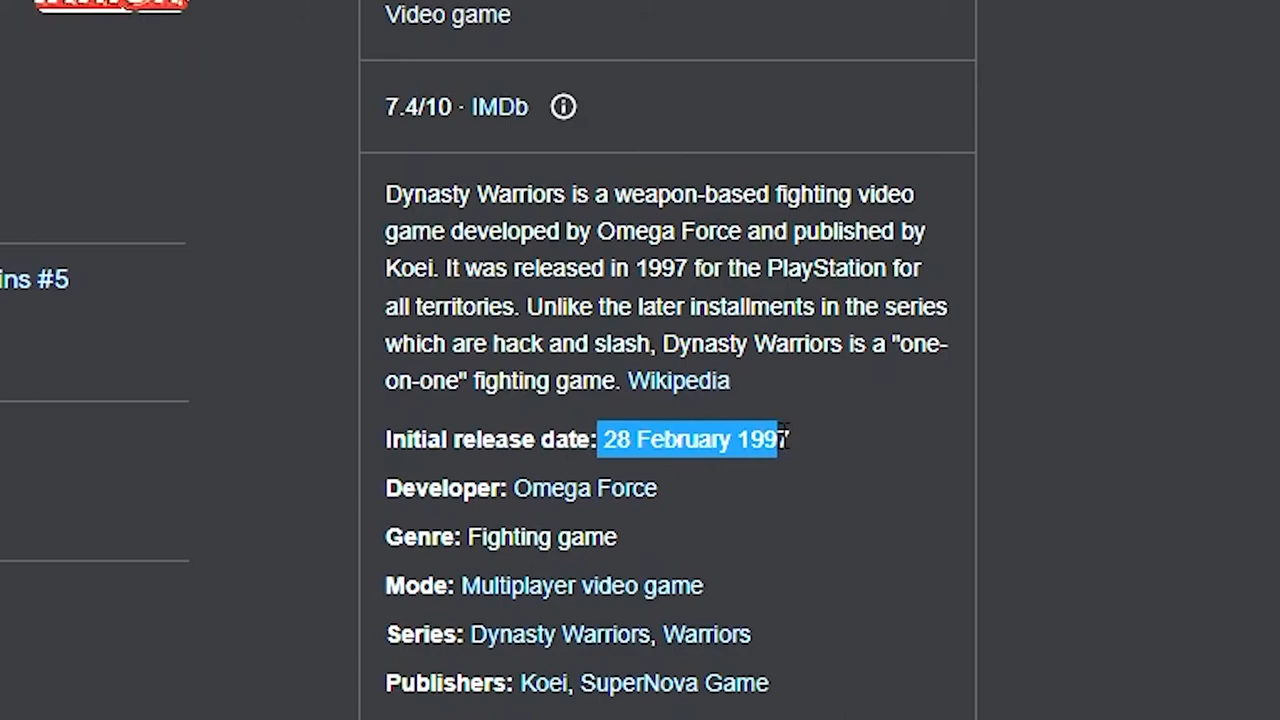 Video game
7.4/10 · IMDb
Dynasty Warriors is a weapon-based fighting video
game developed by Omega Force and published by
Koei. It was released in 1997 for the PlayStation for
all territories. Unlike the later installments in the series
ins #5
which are hack and slash, Dynasty Warriors is a "one-
on-one" fighting game. Wikipedia
Initial release date: 28 February 1997
Developer: Omega Force
Genre: Fighting game
Mode: Multiplayer video game
Series: Dynasty Warriors, Warriors
Publishers: Koei, SuperNova Game